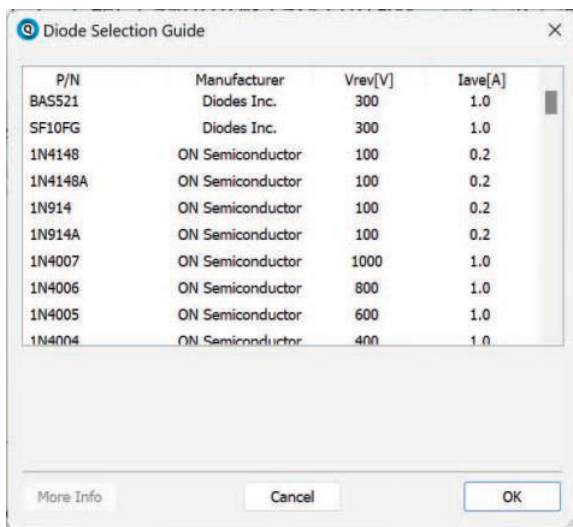 Q Diode Selection Guide
P/N Manufacturer Vrev[V] Iave[A]
BAS521 Diodes Inc. 300 1.0
SF10FG Diodes Inc. 300 1.0
1N4148 ON Semiconductor 100 0.2
1N4148A ON Semiconductor 100 0.2
1N914 ON Semiconductor 100 0.2
1N914A ON Semiconductor 100 0.2
1N4007 ON Semiconductor 1000 1.0
1N4006 ON Semiconductor 800 1.0
1N4005 ON Semiconductor 600 1.0
1N4004 ON Semiconductor 400 1.0
More Info Cancel OK